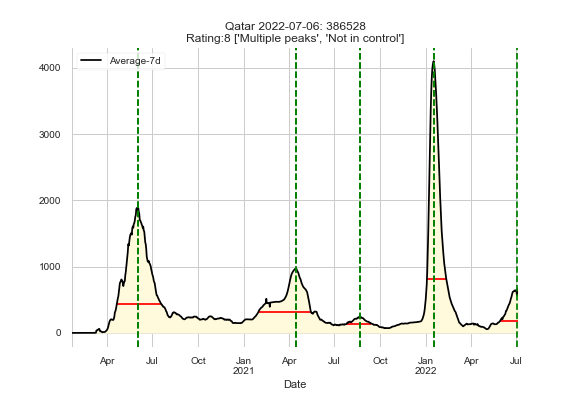 Qatar 2022-07-06: 386528
Rating:8 ['Multiple peaks', 'Not in control']
Average-7d
4000
3000
2000
1000
0
Apr Jul Oct Jan Apr Jul Oct Jan Apr Jul
2021 2022
Date